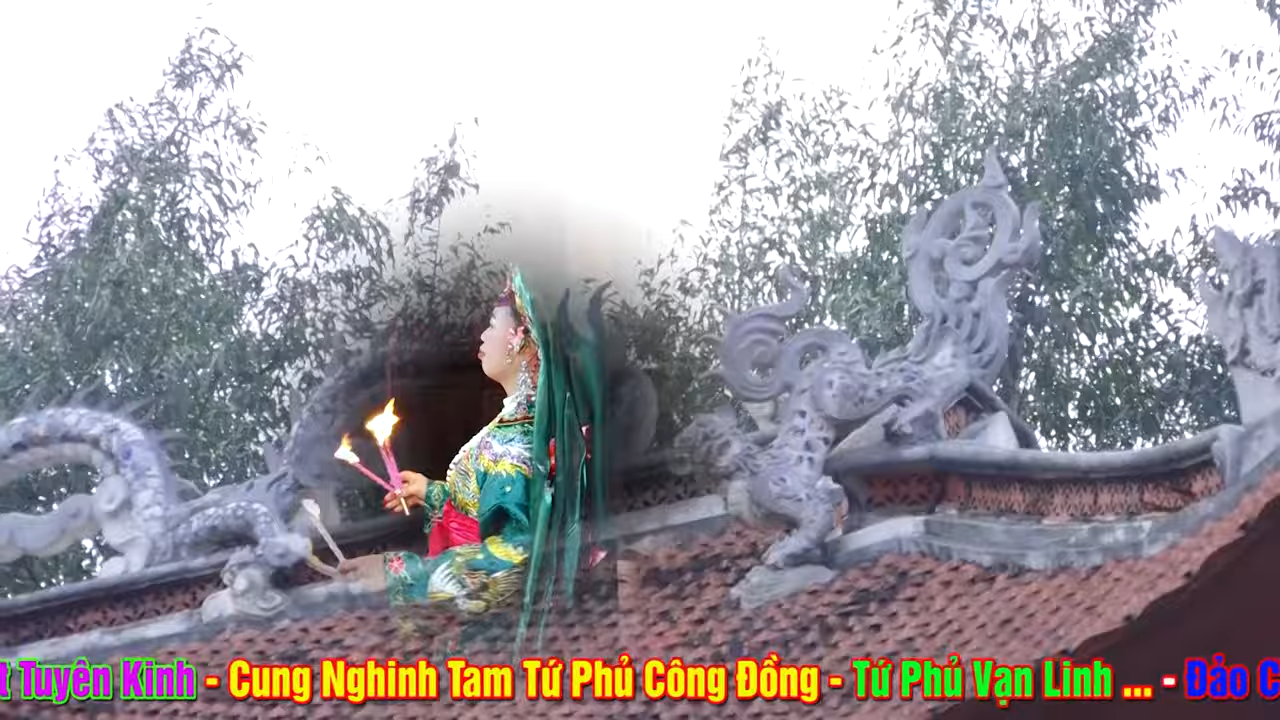 Tuyên Kinh - Cung Nghinh Tam Tứ Phủ Công Đồng - Tứ Phủ Vạn Linh ... - Đảo